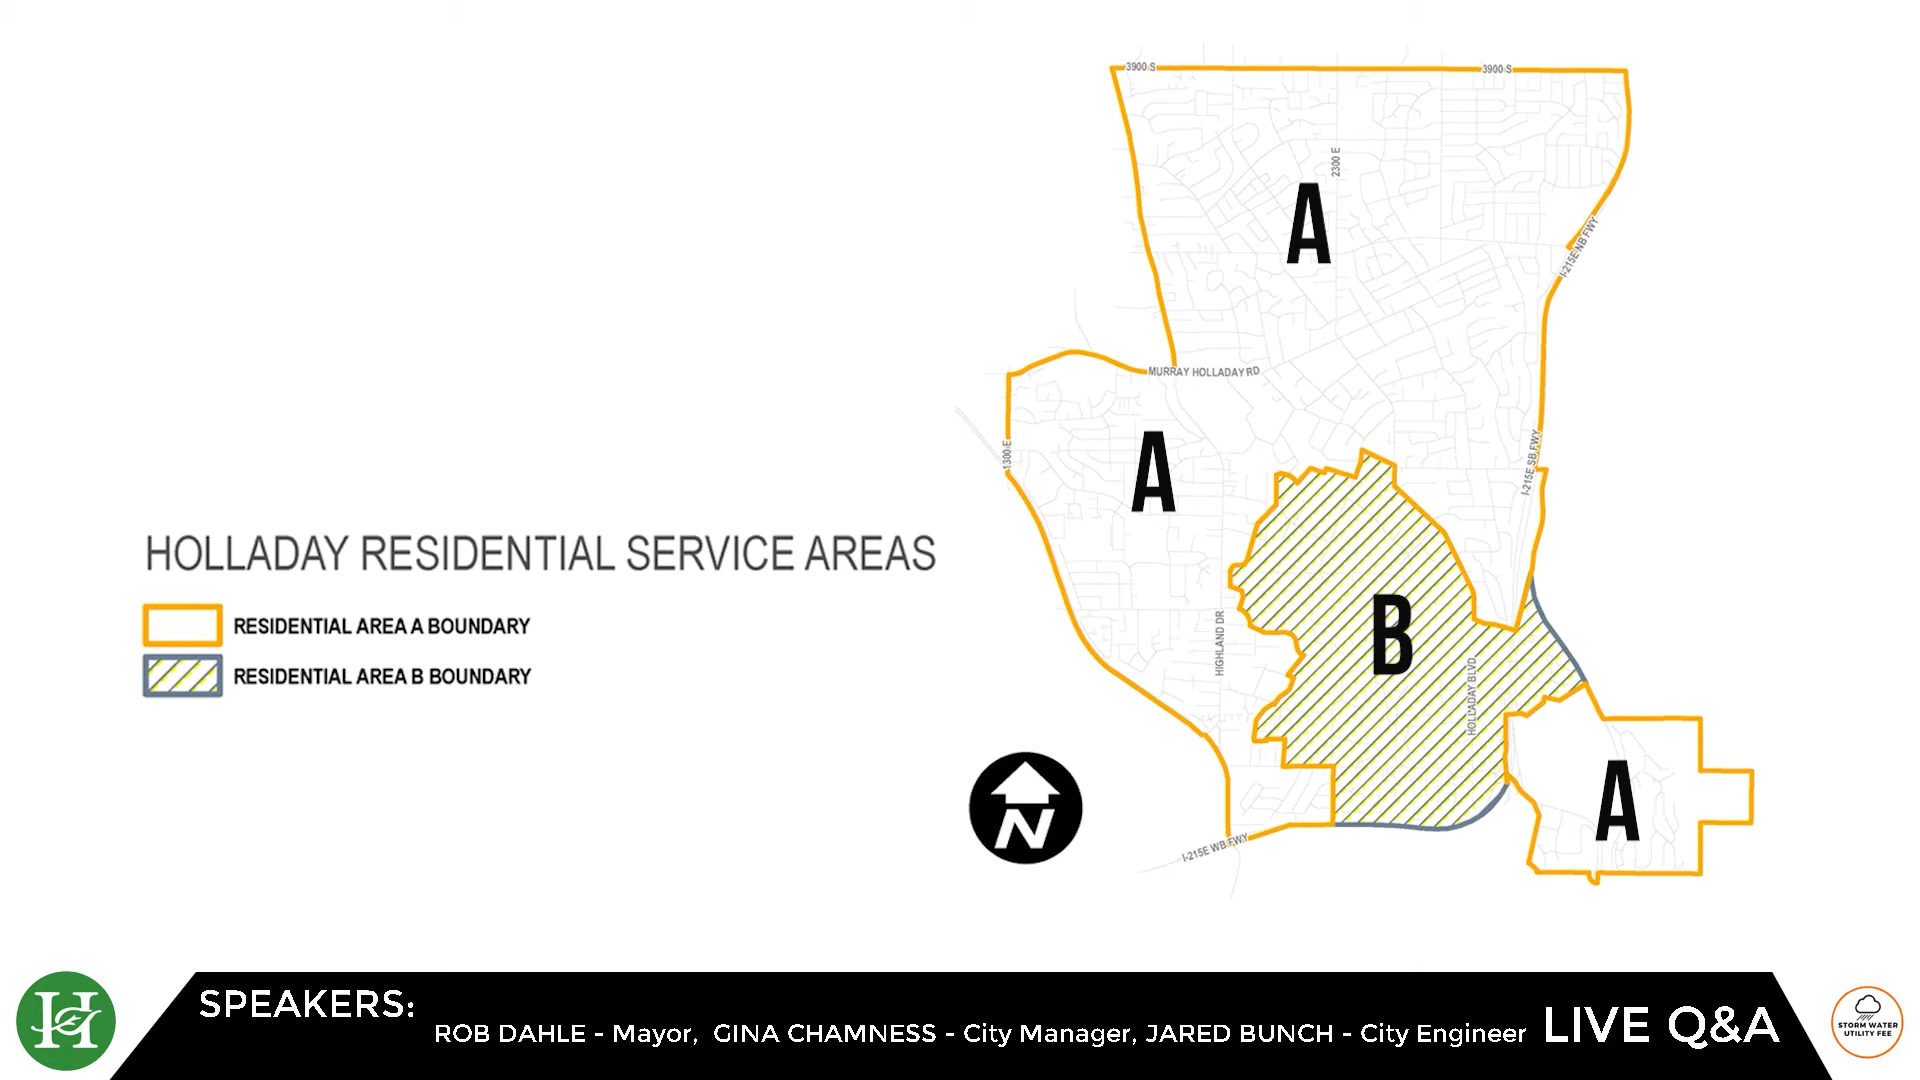 3900 S
3900 S
2300 E
A
I-215E NB FWY
MURRAY HOLLADAY RD
1300 E
A
I-215E SB FWY
HOLLADAY RESIDENTIAL SERVICE AREAS
RESIDENTIAL AREA A BOUNDARY
RESIDENTIAL AREA B BOUNDARY
B
HIGHLAND DR
HOLLADAY BLVD
A
N
I-215E WB FWY
H
SPEAKERS:
ROB DAHLE - Mayor, GINA CHAMNESS - City Manager, JARED BUNCH - City Engineer
LIVE Q&A
STORM WATER
UTILITY FEE